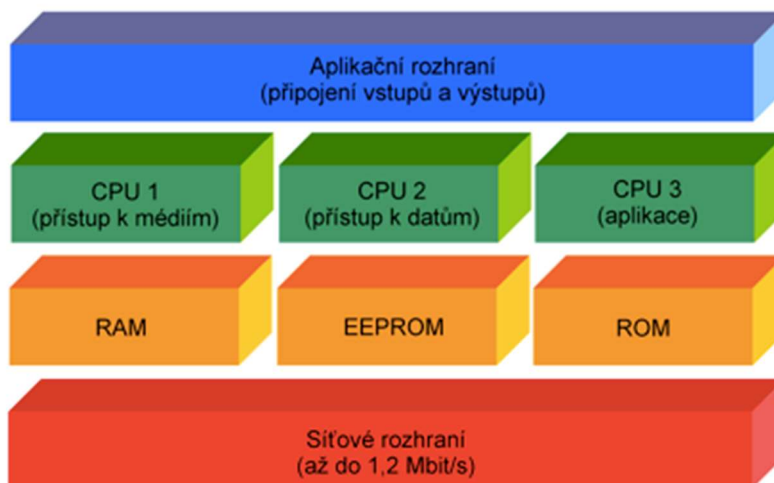 Aplikační rozhraní
(připojení vstupů a výstupů)
CPU 1
(přístup k médiím)
CPU 2
(přístup k datům)
CPU 3
(aplikace)
RAM
EEPROM
ROM
Síťové rozhraní
(až do 1,2 Mbit/s)